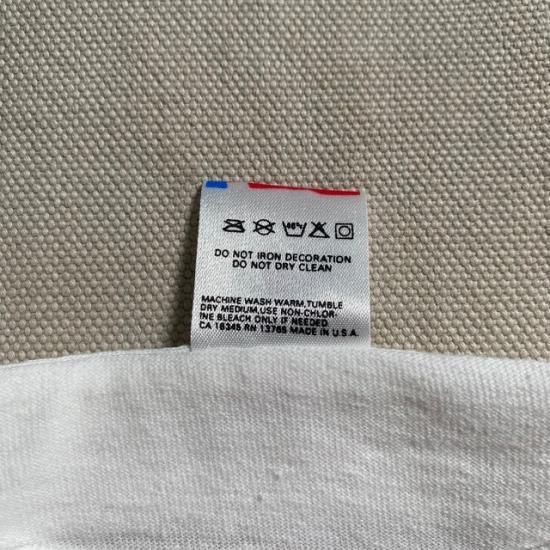 DO NOT IRON DECORATION
DO NOT DRY CLEAN
MACHINE WASH WARM,TUMBLE
DRY MEDIUM,USE NON-CHLOR-
INE BLEACH ONLY IF NEEDED
CA 16345 RN 13765 MADE IN U.S.A.